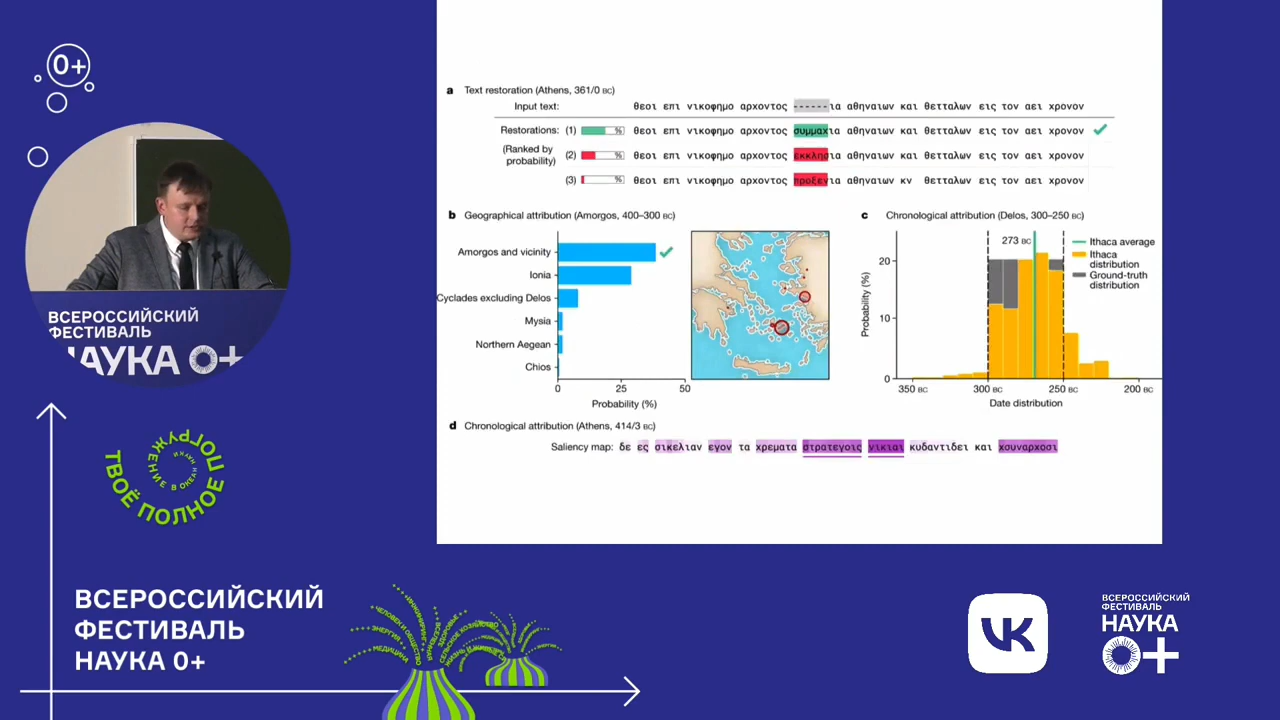 0+
ВСЕРОССИЙСКИЙ
ФЕСТИВАЛЬ
НАУКА 0+
ТВОЁ ПОЛНОЕ ПОГРУЖЕНИЕ
В ОКЕАН НАУКИ
ВСЕРОССИЙСКИЙ
ФЕСТИВАЛЬ
НАУКА 0+
a Text restoration (Athens, 361/0 BC)
Input text: θεοι επι νικοφημο αρχοντος ------ια αθηναιων και θετταλων εις τον αει χρονον
Restorations: (1) % θεοι επι νικοφημο αρχοντος συμμαχια αθηναιων και θετταλων εις τον αει χρονον
(Ranked by probability) (2) % θεοι επι νικοφημο αρχοντος εκκλησια αθηναιων και θετταλων εις τον αει χρονον
(3) % θεοι επι νικοφημο αρχοντος προξενια αθηναιων κν θετταλων εις τον αει χρονον
b Geographical attribution (Amorgos, 400–300 BC)
Amorgos and vicinity
Ionia
Cyclades excluding Delos
Mysia
Northern Aegean
Chios
0 25 50
Probability (%)
c Chronological attribution (Delos, 300–250 BC)
273 BC
Ithaca average
Ithaca
distribution
Ground-truth
distribution
Probability (%)
20
10
0
350 BC 300 BC 250 BC 200 BC
Date distribution
d Chronological attribution (Athens, 414/3 BC)
Saliency map: δε ες σικελιαν εγον τα χρεματα στρατεγοις νικιαι κυδαντιδει και χσυναρχοσι
МЕДИЦИНА
ЭНЕРГИЯ
ЧЕЛОВЕК И ОБЩЕСТВО
ВСЕЛЕННАЯ
VK
ВСЕРОССИЙСКИЙ
ФЕСТИВАЛЬ
НАУКА
0+